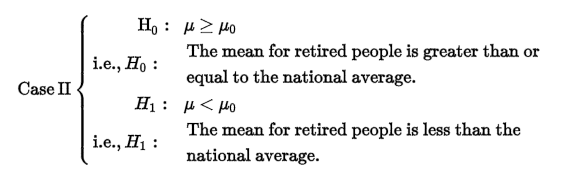 H₀ : μ ≥ μ₀
i.e., H₀ : The mean for retired people is greater than or
equal to the national average.
Case II
H₁ : μ < μ₀
i.e., H₁ : The mean for retired people is less than the
national average.